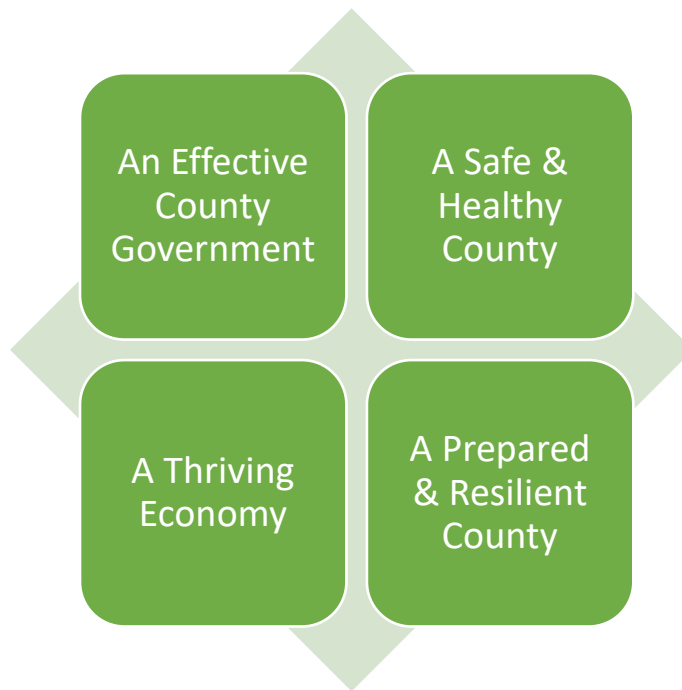 An Effective
County
Government
A Safe &
Healthy
County
A Thriving
Economy
A Prepared
& Resilient
County